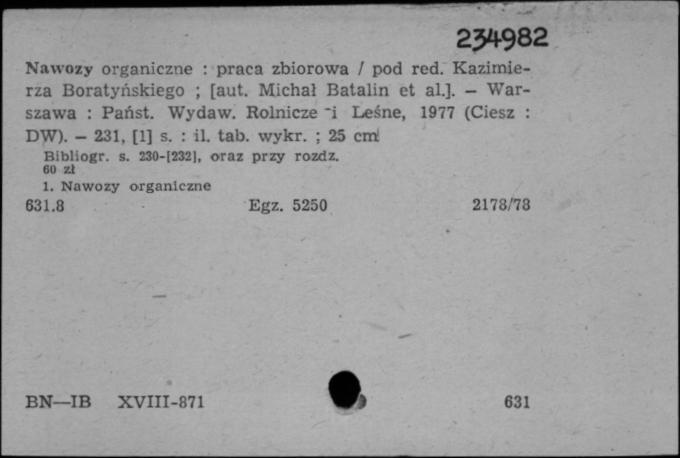 234982
Nawozy organiczne : praca zbiorowa / pod red. Kazimie-
rza Boratyńskiego ; [aut. Michał Batalin et al.]. — War-
szawa : Państ. Wydaw. Rolnicze i Leśne, 1977 (Ciesz :
DW). — 231, [1] s. : il. tab. wykr. ; 25 cm
Bibliogr. s. 230-[232], oraz przy rozdz.
60 zł
1. Nawozy organiczne
631.8 Egz. 5250 2178/78
BN—IB XVIII-871 631